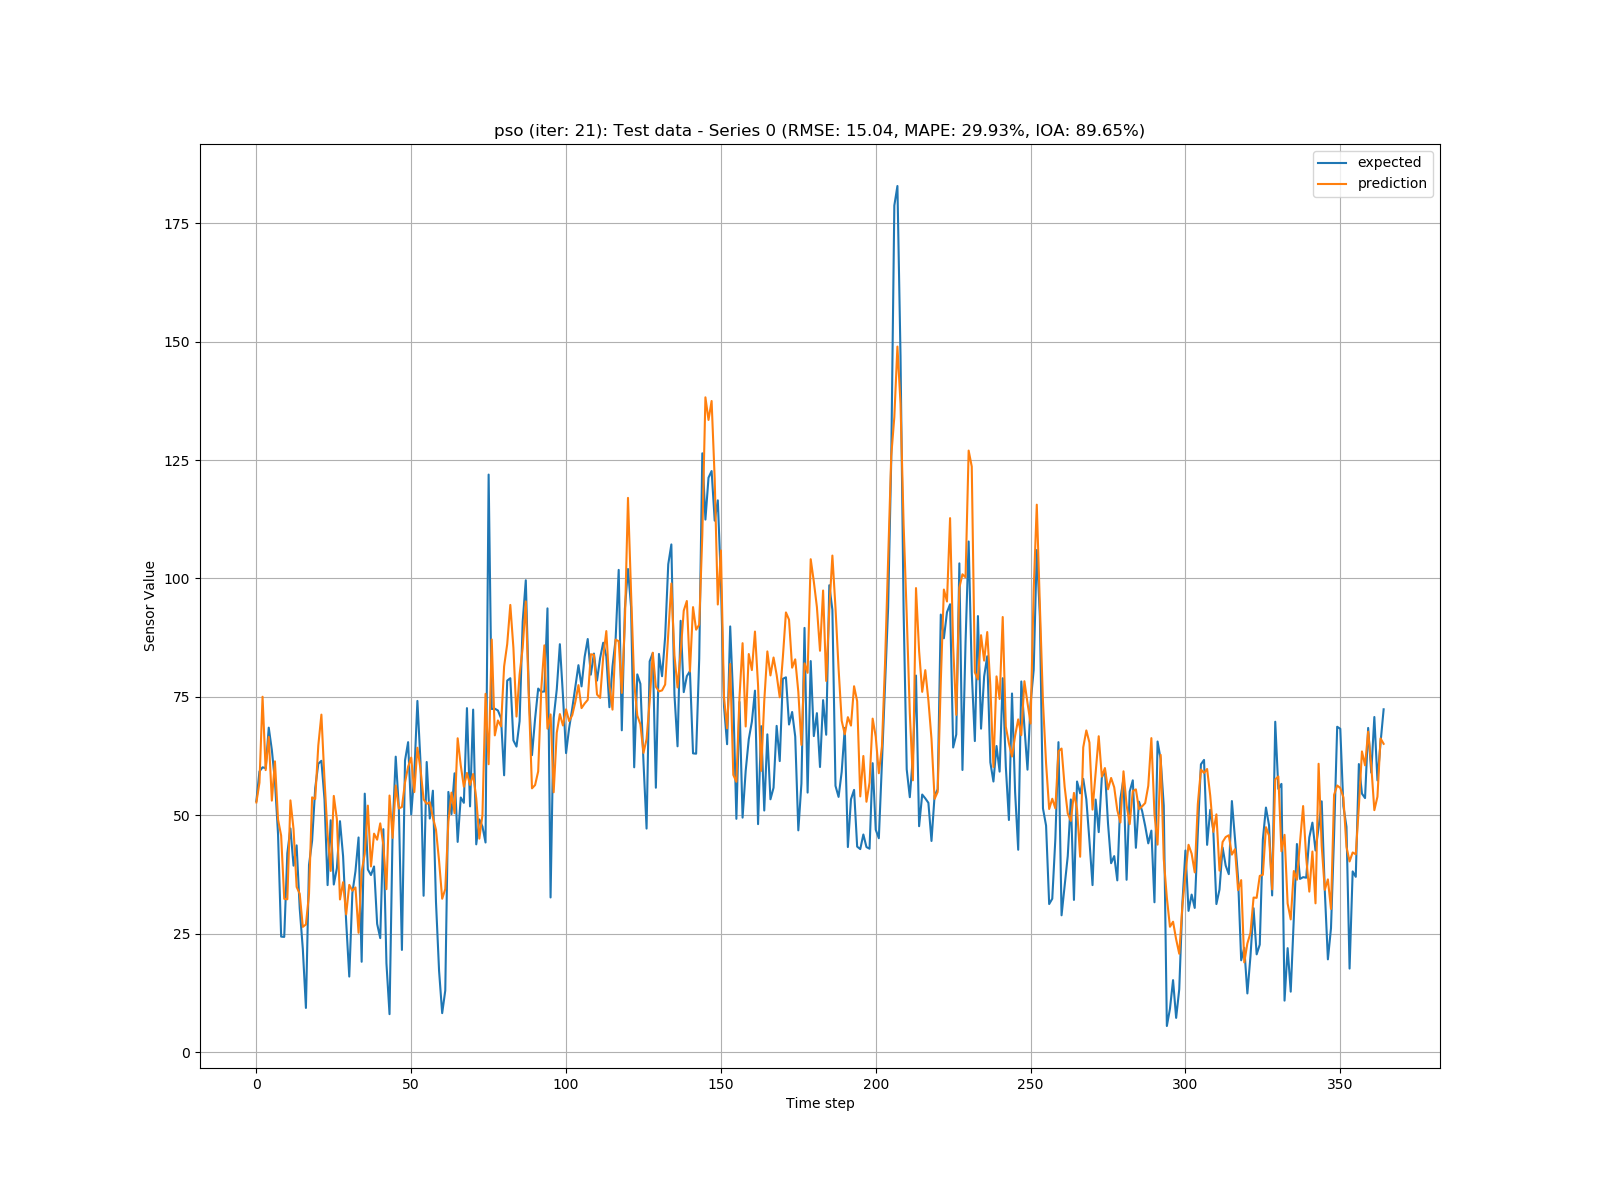 pso (iter: 21): Test data - Series 0 (RMSE: 15.04, MAPE: 29.93%, IOA: 89.65%)
expected
prediction
175
150
125
100
75
50
25
0
Sensor Value
0 50 100 150 200 250 300 350
Time step